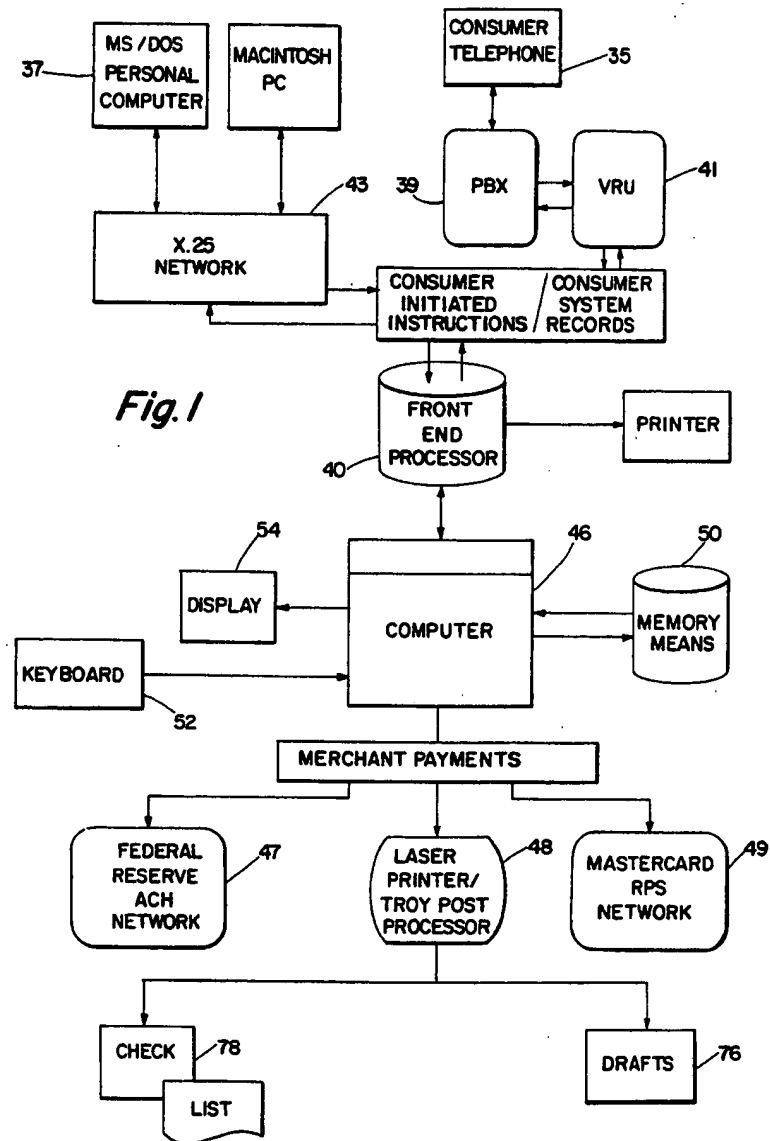 MS/DOS
PERSONAL
COMPUTER
37
MACINTOSH
PC
CONSUMER
TELEPHONE
35
PBX
39
VRU
41
43
X.25
NETWORK
CONSUMER
INITIATED
INSTRUCTIONS
/
CONSUMER
SYSTEM
RECORDS
Fig. 1
FRONT
END
PROCESSOR
40
PRINTER
54
DISPLAY
46
COMPUTER
50
MEMORY
MEANS
KEYBOARD
52
MERCHANT PAYMENTS
FEDERAL
RESERVE
ACH
NETWORK
47
LASER
PRINTER/
TROY POST
PROCESSOR
48
MASTERCARD
RPS
NETWORK
49
CHECK
78
LIST
DRAFTS
76